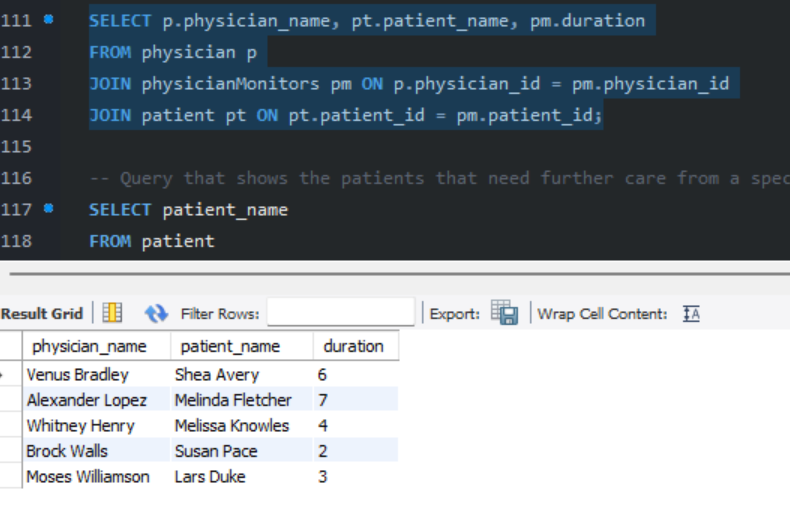 111 SELECT p.physician_name, pt.patient_name, pm.duration
112 FROM physician p
113 JOIN physicianMonitors pm ON p.physician_id = pm.physician_id
114 JOIN patient pt ON pt.patient_id = pm.patient_id;
115
116 -- Query that shows the patients that need further care from a spec
117 SELECT patient_name
118 FROM patient
Result Grid Filter Rows: Export: Wrap Cell Content: IA
physician_name patient_name duration
Venus Bradley Shea Avery 6
Alexander Lopez Melinda Fletcher 7
Whitney Henry Melissa Knowles 4
Brock Walls Susan Pace 2
Moses Williamson Lars Duke 3